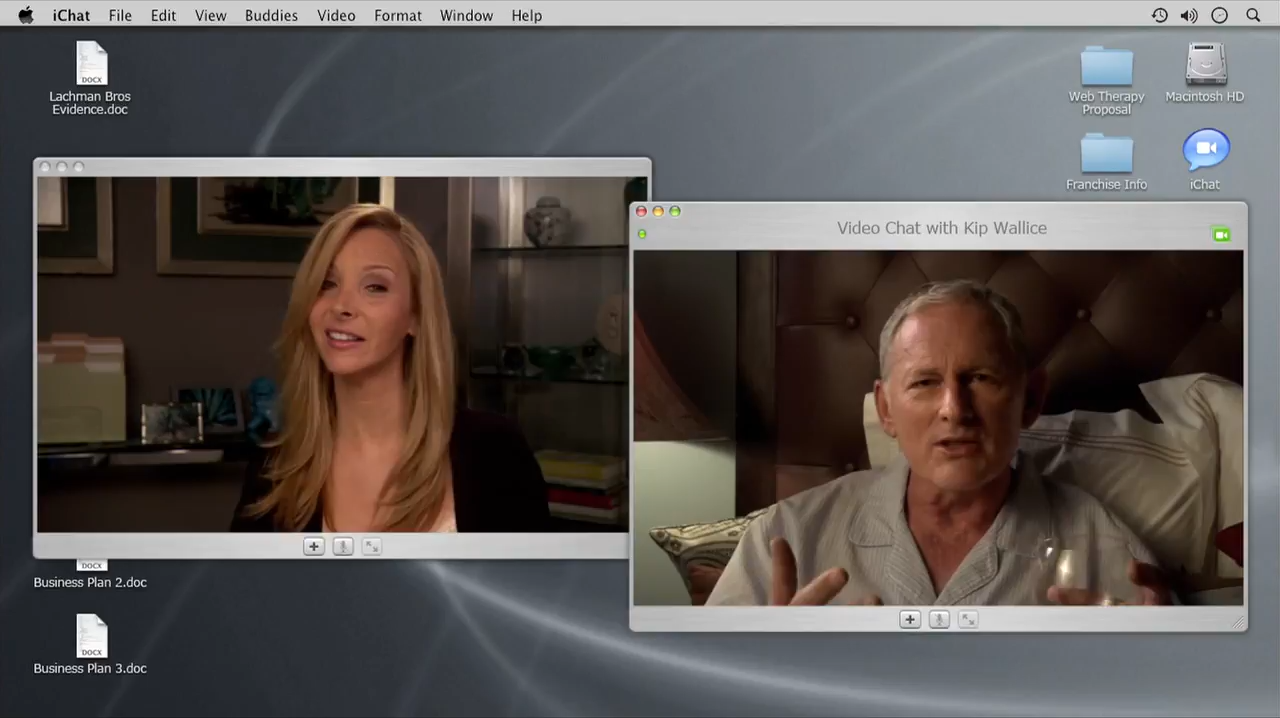 iChat File Edit View Buddies Video Format Window Help
Lachman Bros
Evidence.doc
Web Therapy
Proposal
Macintosh HD
Franchise Info
iChat
Video Chat with Kip Wallice
DOCX
DOCX
Business Plan 2.doc
DOCX
Business Plan 3.doc